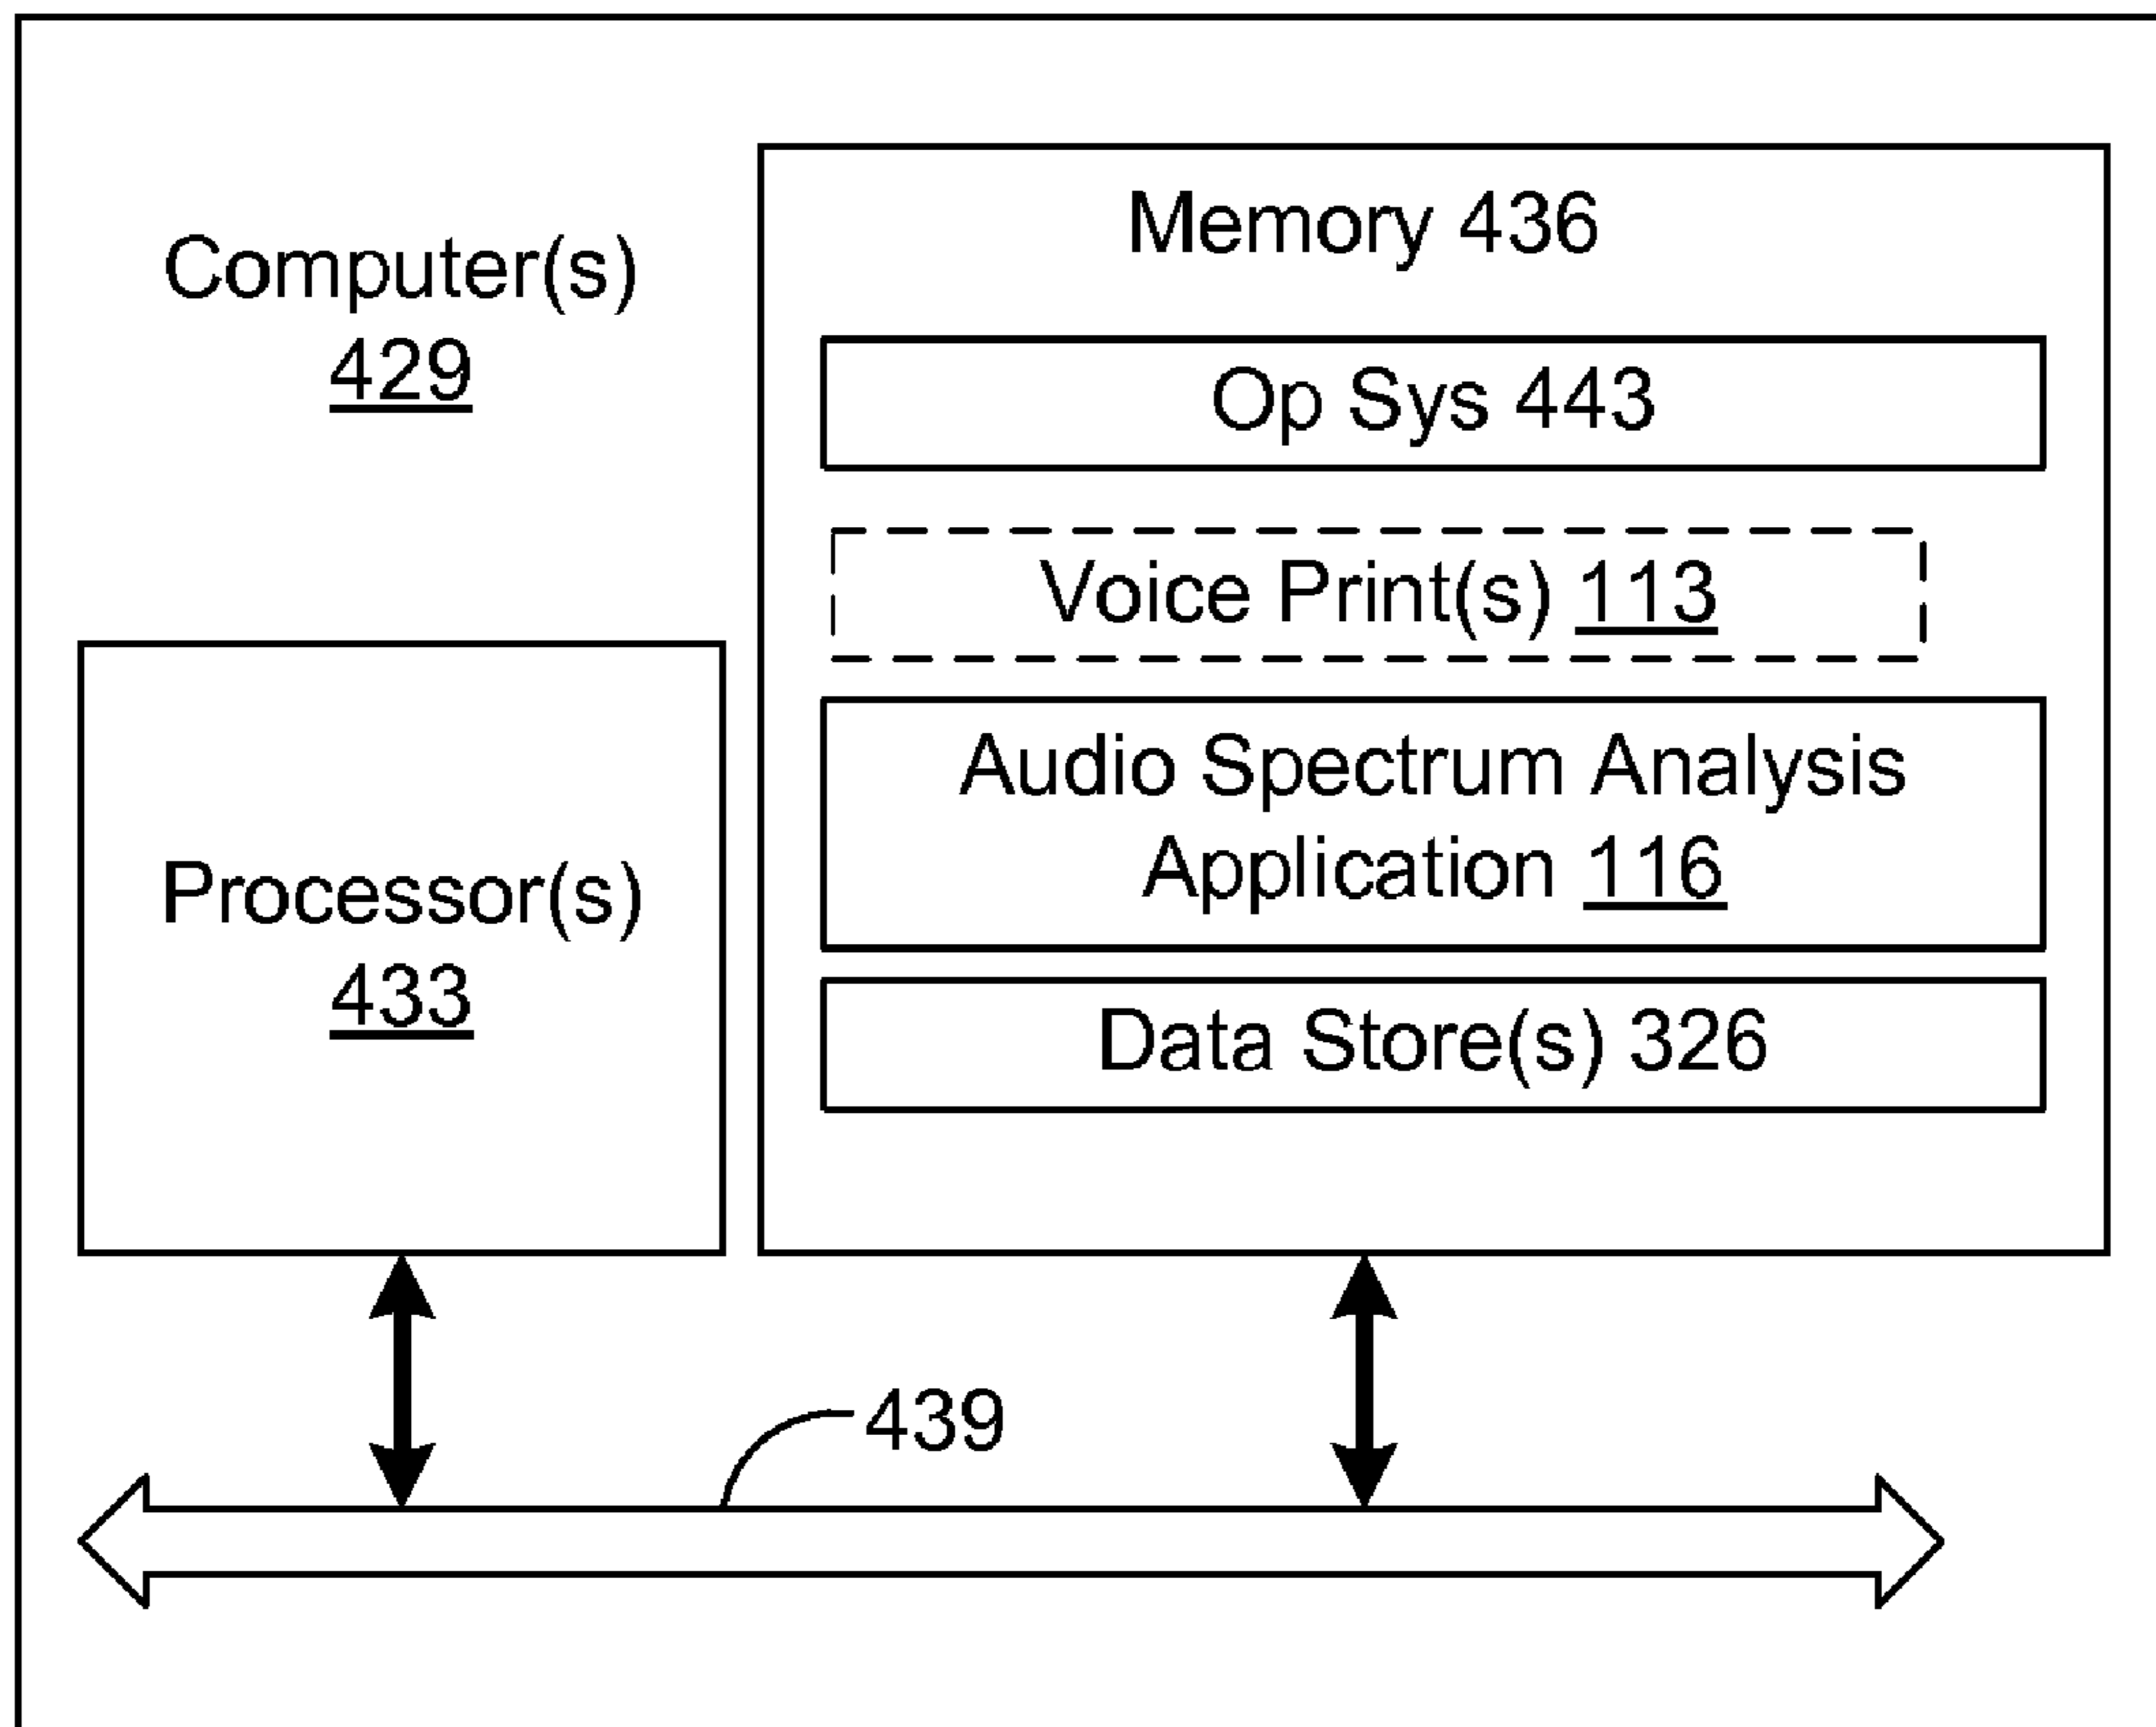 Computer(s)
429
Memory 436
Op Sys 443
Voice Print(s) 113
Audio Spectrum Analysis
Application 116
Data Store(s) 326
Processor(s)
433
439